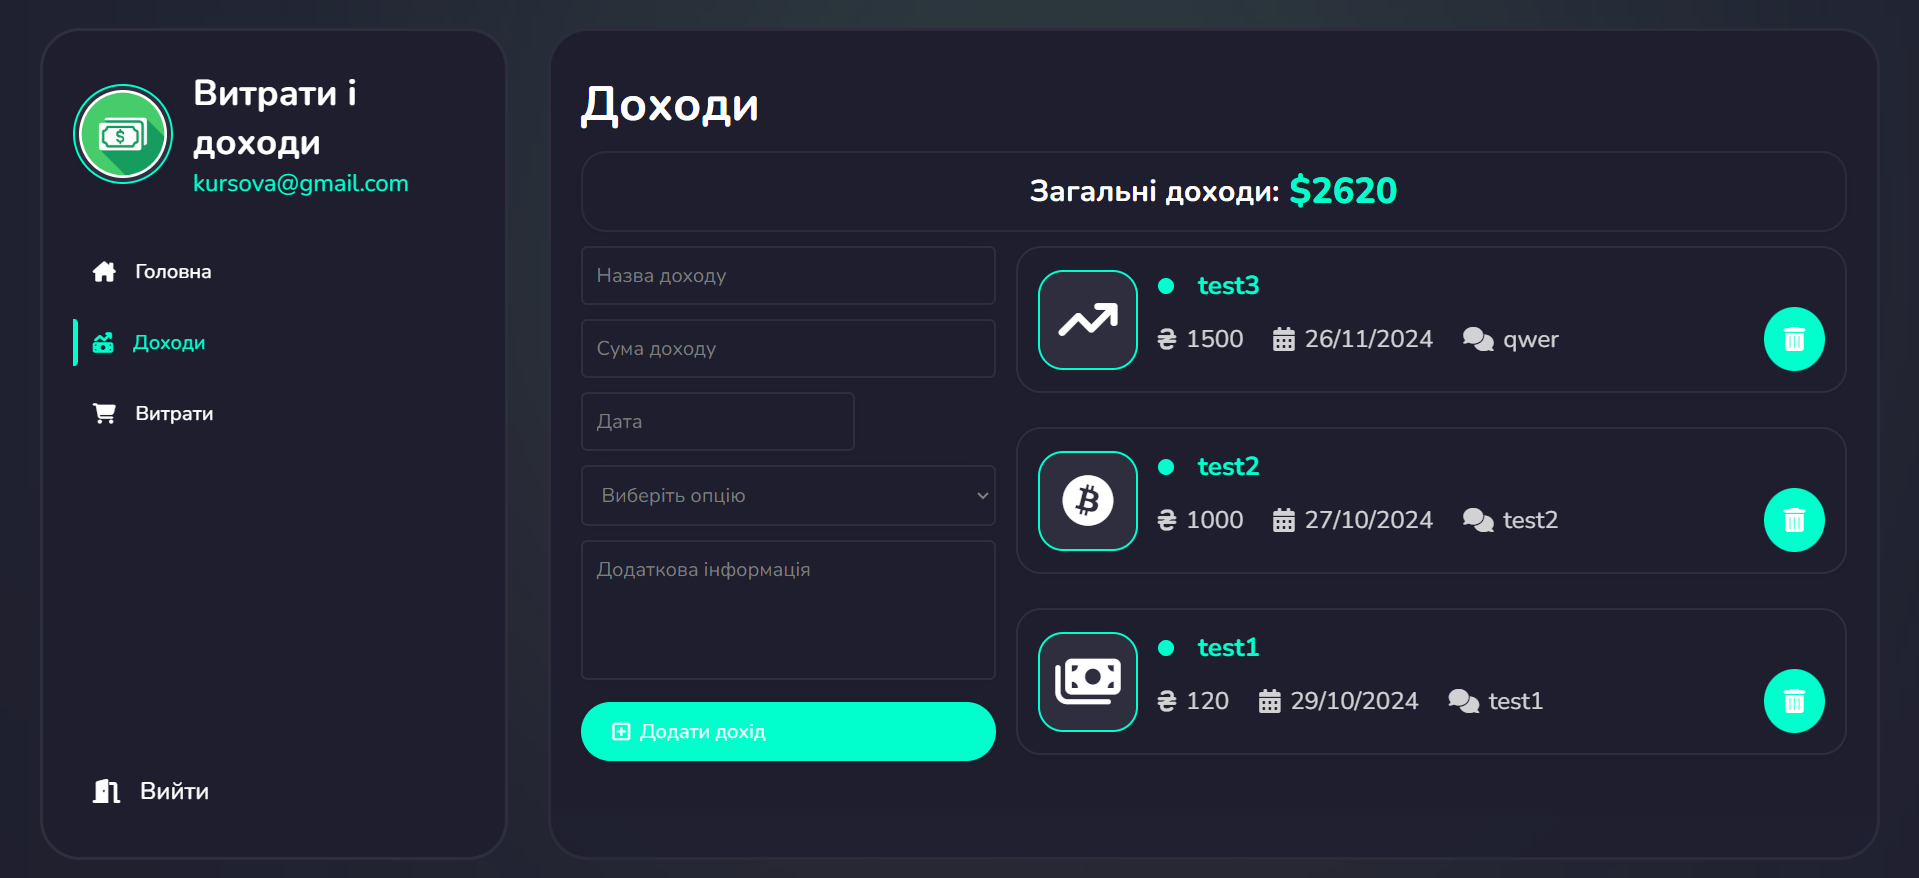 Витрати і
доходи
kursova@gmail.com
Головна
Доходи
Витрати
Вийти
Доходи
Загальні доходи: $2620
Назва доходу
Сума доходу
Дата
Виберіть опцію
Додаткова інформація
Додати дохід
test3
₴ 1500 26/11/2024 qwer
test2
₴ 1000 27/10/2024 test2
test1
₴ 120 29/10/2024 test1